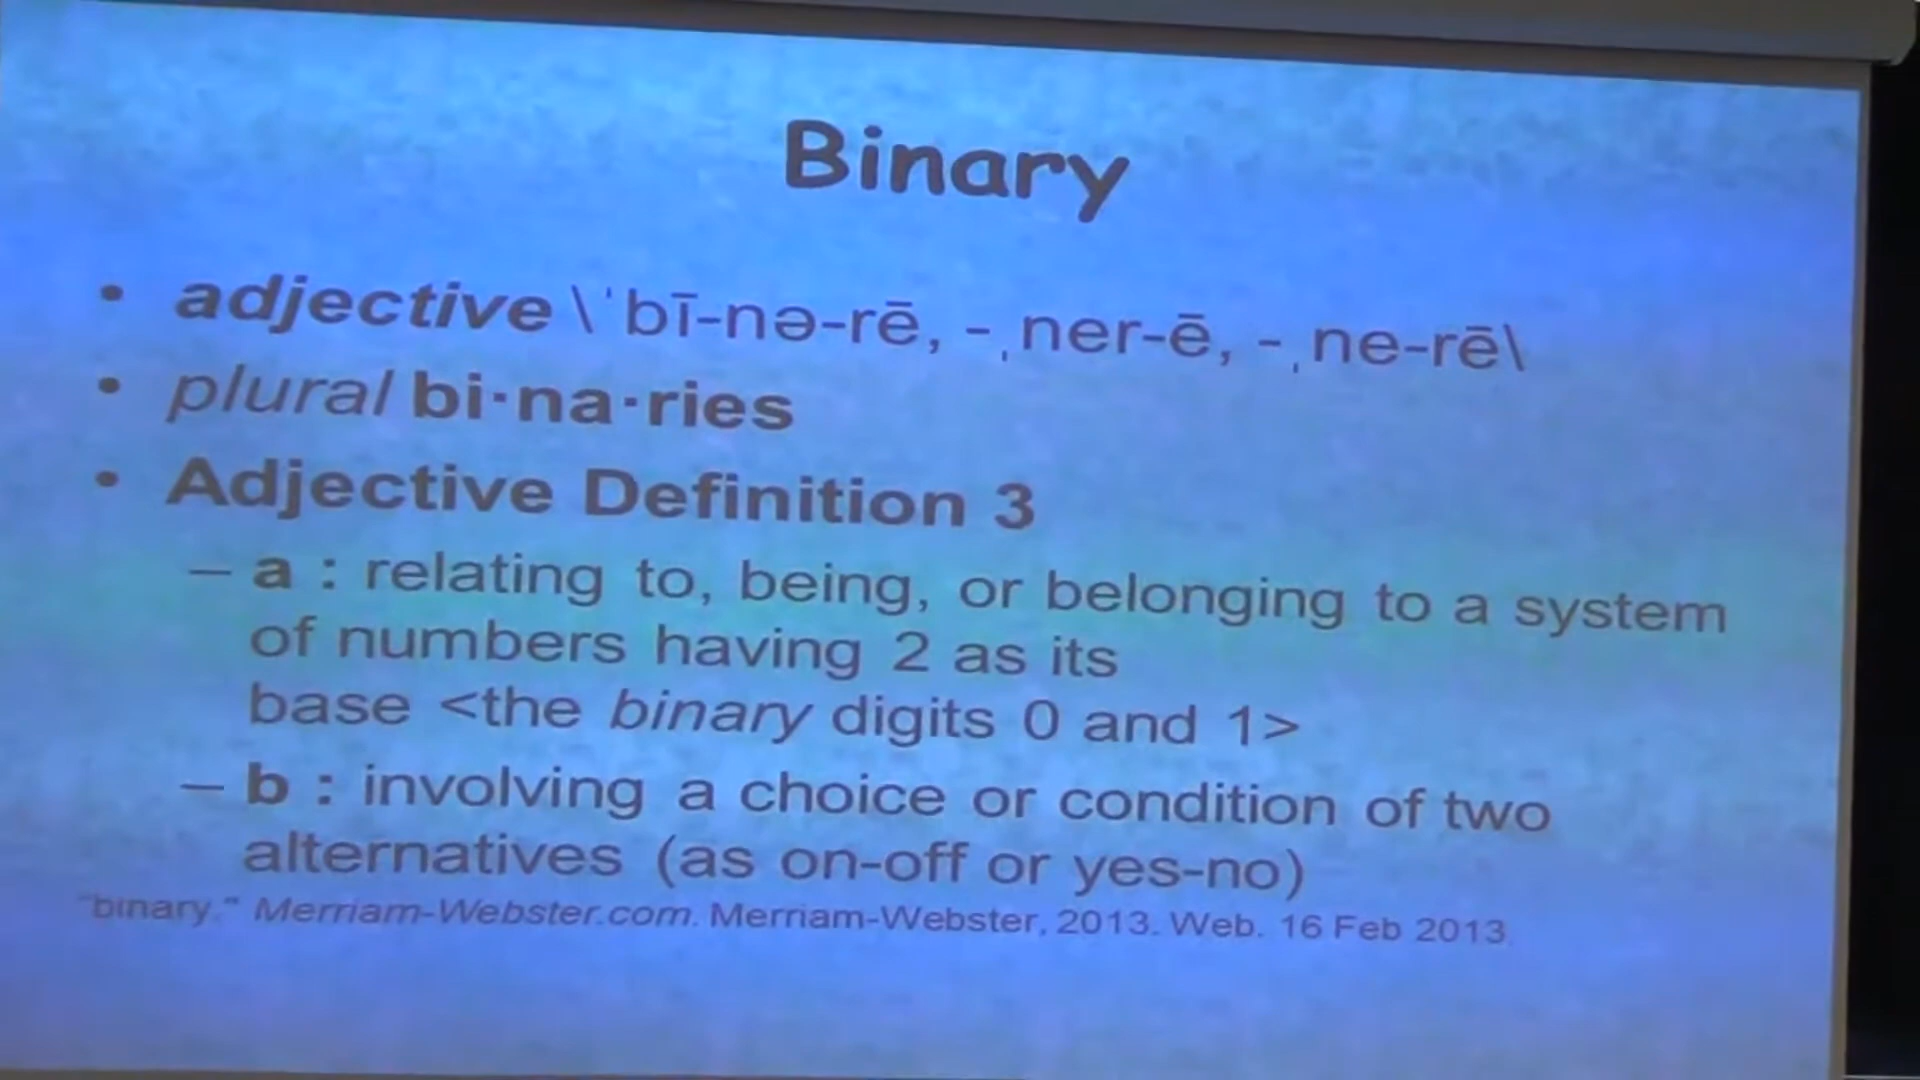 Binary
• adjective \ˈbī-nə-rē, -ˌner-ē, -ˌne-rē\
• plural bi·na·ries
• Adjective Definition 3
– a : relating to, being, or belonging to a system
of numbers having 2 as its
base <the binary digits 0 and 1>
– b : involving a choice or condition of two
alternatives (as on-off or yes-no)
"binary." Merriam-Webster.com. Merriam-Webster, 2013. Web. 16 Feb 2013.